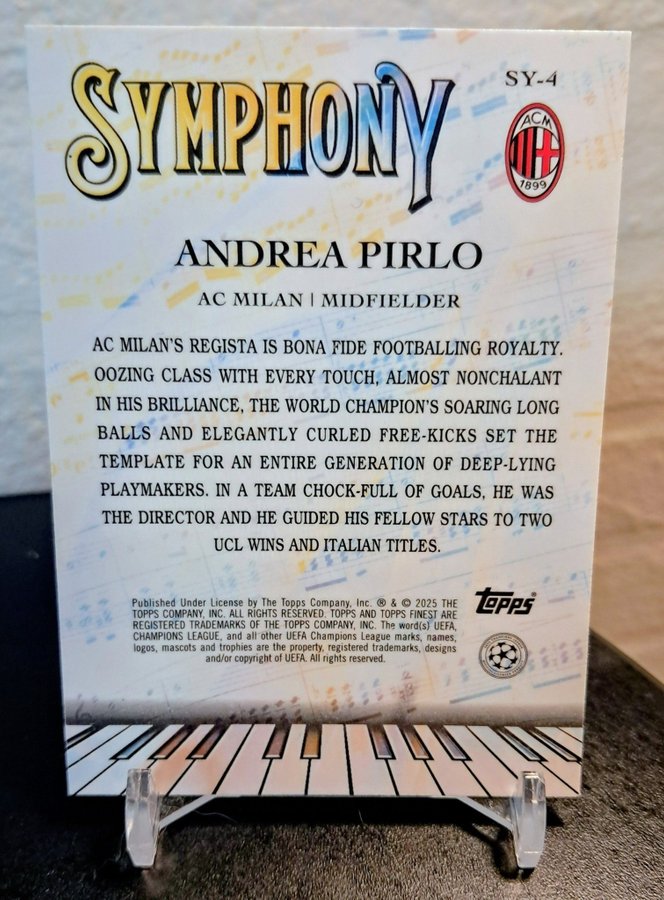 SYMPHONY
SY-4
ACM
1899
ANDREA PIRLO
AC MILAN | MIDFIELDER
AC MILAN'S REGISTA IS BONA FIDE FOOTBALLING ROYALTY.
OOZING CLASS WITH EVERY TOUCH, ALMOST NONCHALANT
IN HIS BRILLIANCE, THE WORLD CHAMPION'S SOARING LONG
BALLS AND ELEGANTLY CURLED FREE-KICKS SET THE
TEMPLATE FOR AN ENTIRE GENERATION OF DEEP-LYING
PLAYMAKERS. IN A TEAM CHOCK-FULL OF GOALS, HE WAS
THE DIRECTOR AND HE GUIDED HIS FELLOW STARS TO TWO
UCL WINS AND ITALIAN TITLES.
Published Under License by The Topps Company, Inc. ® & © 2025 THE
TOPPS COMPANY, INC. ALL RIGHTS RESERVED. TOPPS AND TOPPS FINEST ARE
REGISTERED TRADEMARKS OF THE TOPPS COMPANY, INC. The word(s) UEFA,
CHAMPIONS LEAGUE, and all other UEFA Champions League marks, names,
logos, mascots and trophies are the property, registered trademarks, designs
and/or copyright of UEFA. All rights reserved.
topps®